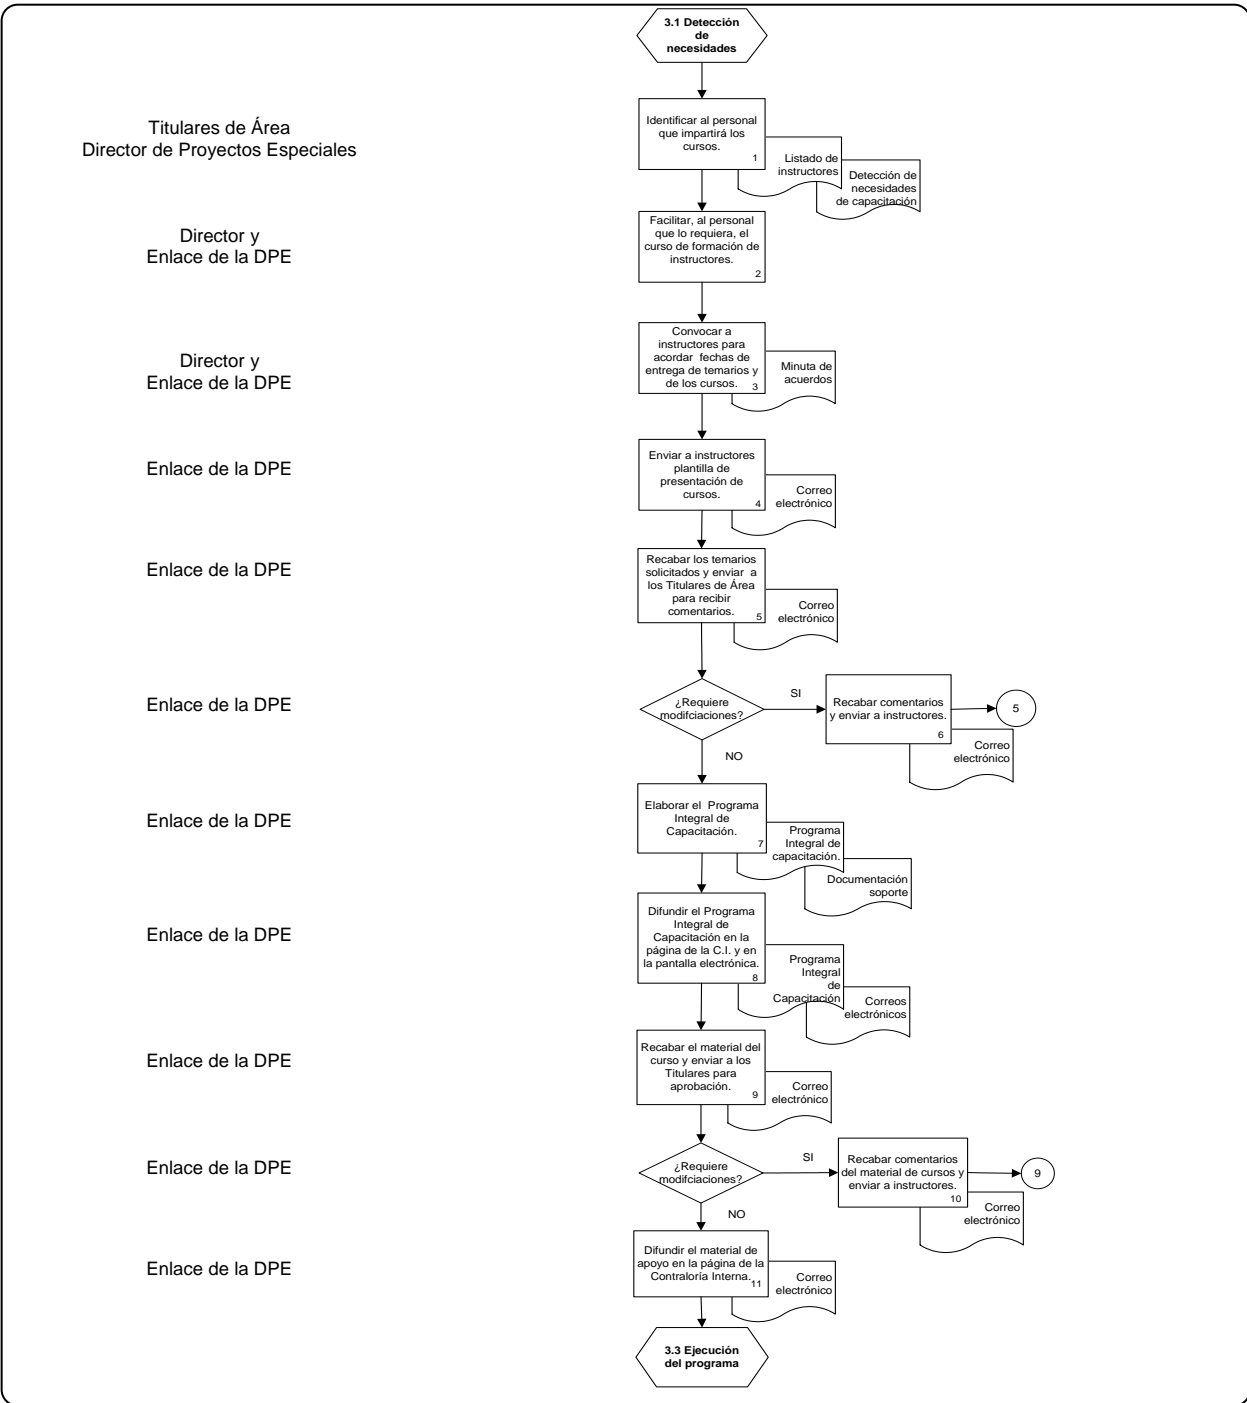 3.1 Detección
de
necesidades
Titulares de Área
Director de Proyectos Especiales
Identificar al personal
que impartirá los
cursos.
1
Listado de
instructores
Detección de
necesidades
de capacitación
Director y
Enlace de la DPE
Facilitar, al personal
que lo requiera, el
curso de formación de
instructores.
2
Director y
Enlace de la DPE
Convocar a
instructores para
acordar fechas de
entrega de temarios y
de los cursos.
3
Minuta de
acuerdos
Enlace de la DPE
Enviar a instructores
plantilla de
presentación de
cursos.
4
Correo
electrónico
Enlace de la DPE
Recabar los temarios
solicitados y enviar a
los Titulares de Área
para recibir
comentarios.
5
Correo
electrónico
Enlace de la DPE
¿Requiere
modifciaciones?
SI
Recabar comentarios
y enviar a instructores.
6
5
Correo
electrónico
NO
Enlace de la DPE
Elaborar el Programa
Integral de
Capacitación.
7
Programa
Integral de
capacitación.
Documentación
soporte
Enlace de la DPE
Difundir el Programa
Integral de
Capacitación en la
página de la C.I. y en
la pantalla electrónica.
8
Programa
Integral
de
Capacitación
Correos
electrónicos
Enlace de la DPE
Recabar el material del
curso y enviar a los
Titulares para
aprobación.
9
Correo
electrónico
Enlace de la DPE
¿Requiere
modifciaciones?
SI
Recabar comentarios
del material de cursos y
enviar a instructores.
10
9
Correo
electrónico
NO
Enlace de la DPE
Difundir el material de
apoyo en la página de la
Contraloría Interna.
11
Correo
electrónico
3.3 Ejecución
del programa